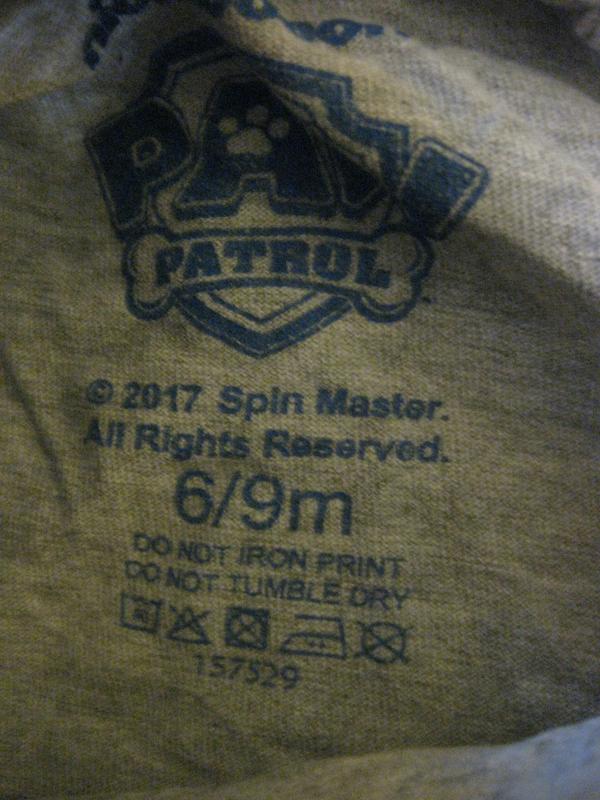 PAW
PATROL
© 2017 Spin Master.
All Rights Reserved.
6/9m
DO NOT IRON PRINT
DO NOT TUMBLE DRY
157529